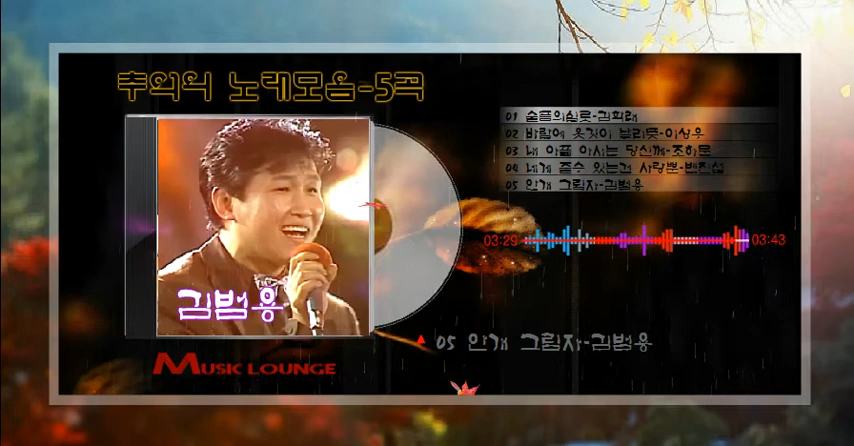 추억의 노래모음-5곡
01 슬픔의심로-김학래
02 바람에 옷깃이 날리듯-이상우
03 내 아픔 아시는 당신께-조하문
04 네게 줄수 있는건 사랑뿐-변진섭
05 안개 그림자-김범용
03:29
03:43
김범용
05 안개 그림자-김범용
MUSIC LOUNGE